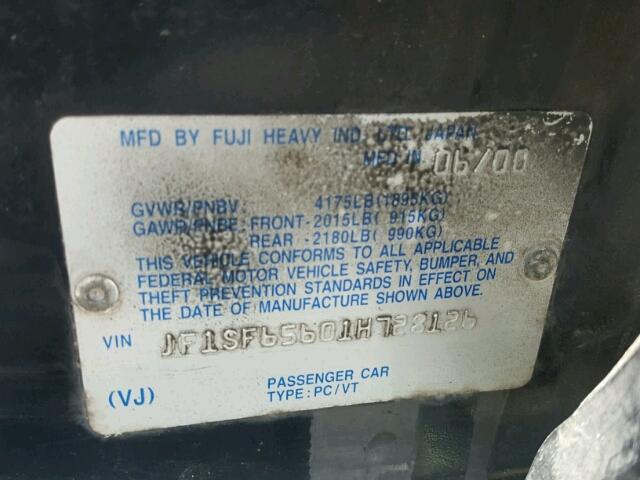 MFD BY FUJI HEAVY IND. LTD. JAPAN
MFD IN 06/00
GVWR/PNBV 4175LB(1895KG)
GAWR/PNBE:FRONT-2015LB( 915KG)
REAR -2180LB( 990KG)
THIS VEHICLE CONFORMS TO ALL APPLICABLE
FEDERAL MOTOR VEHICLE SAFETY, BUMPER, AND
THEFT PREVENTION STANDARDS IN EFFECT ON
THE DATE OF MANUFACTURE SHOWN ABOVE.
VIN JF1SF65601H728126
(VJ)
PASSENGER CAR
TYPE:PC/VT